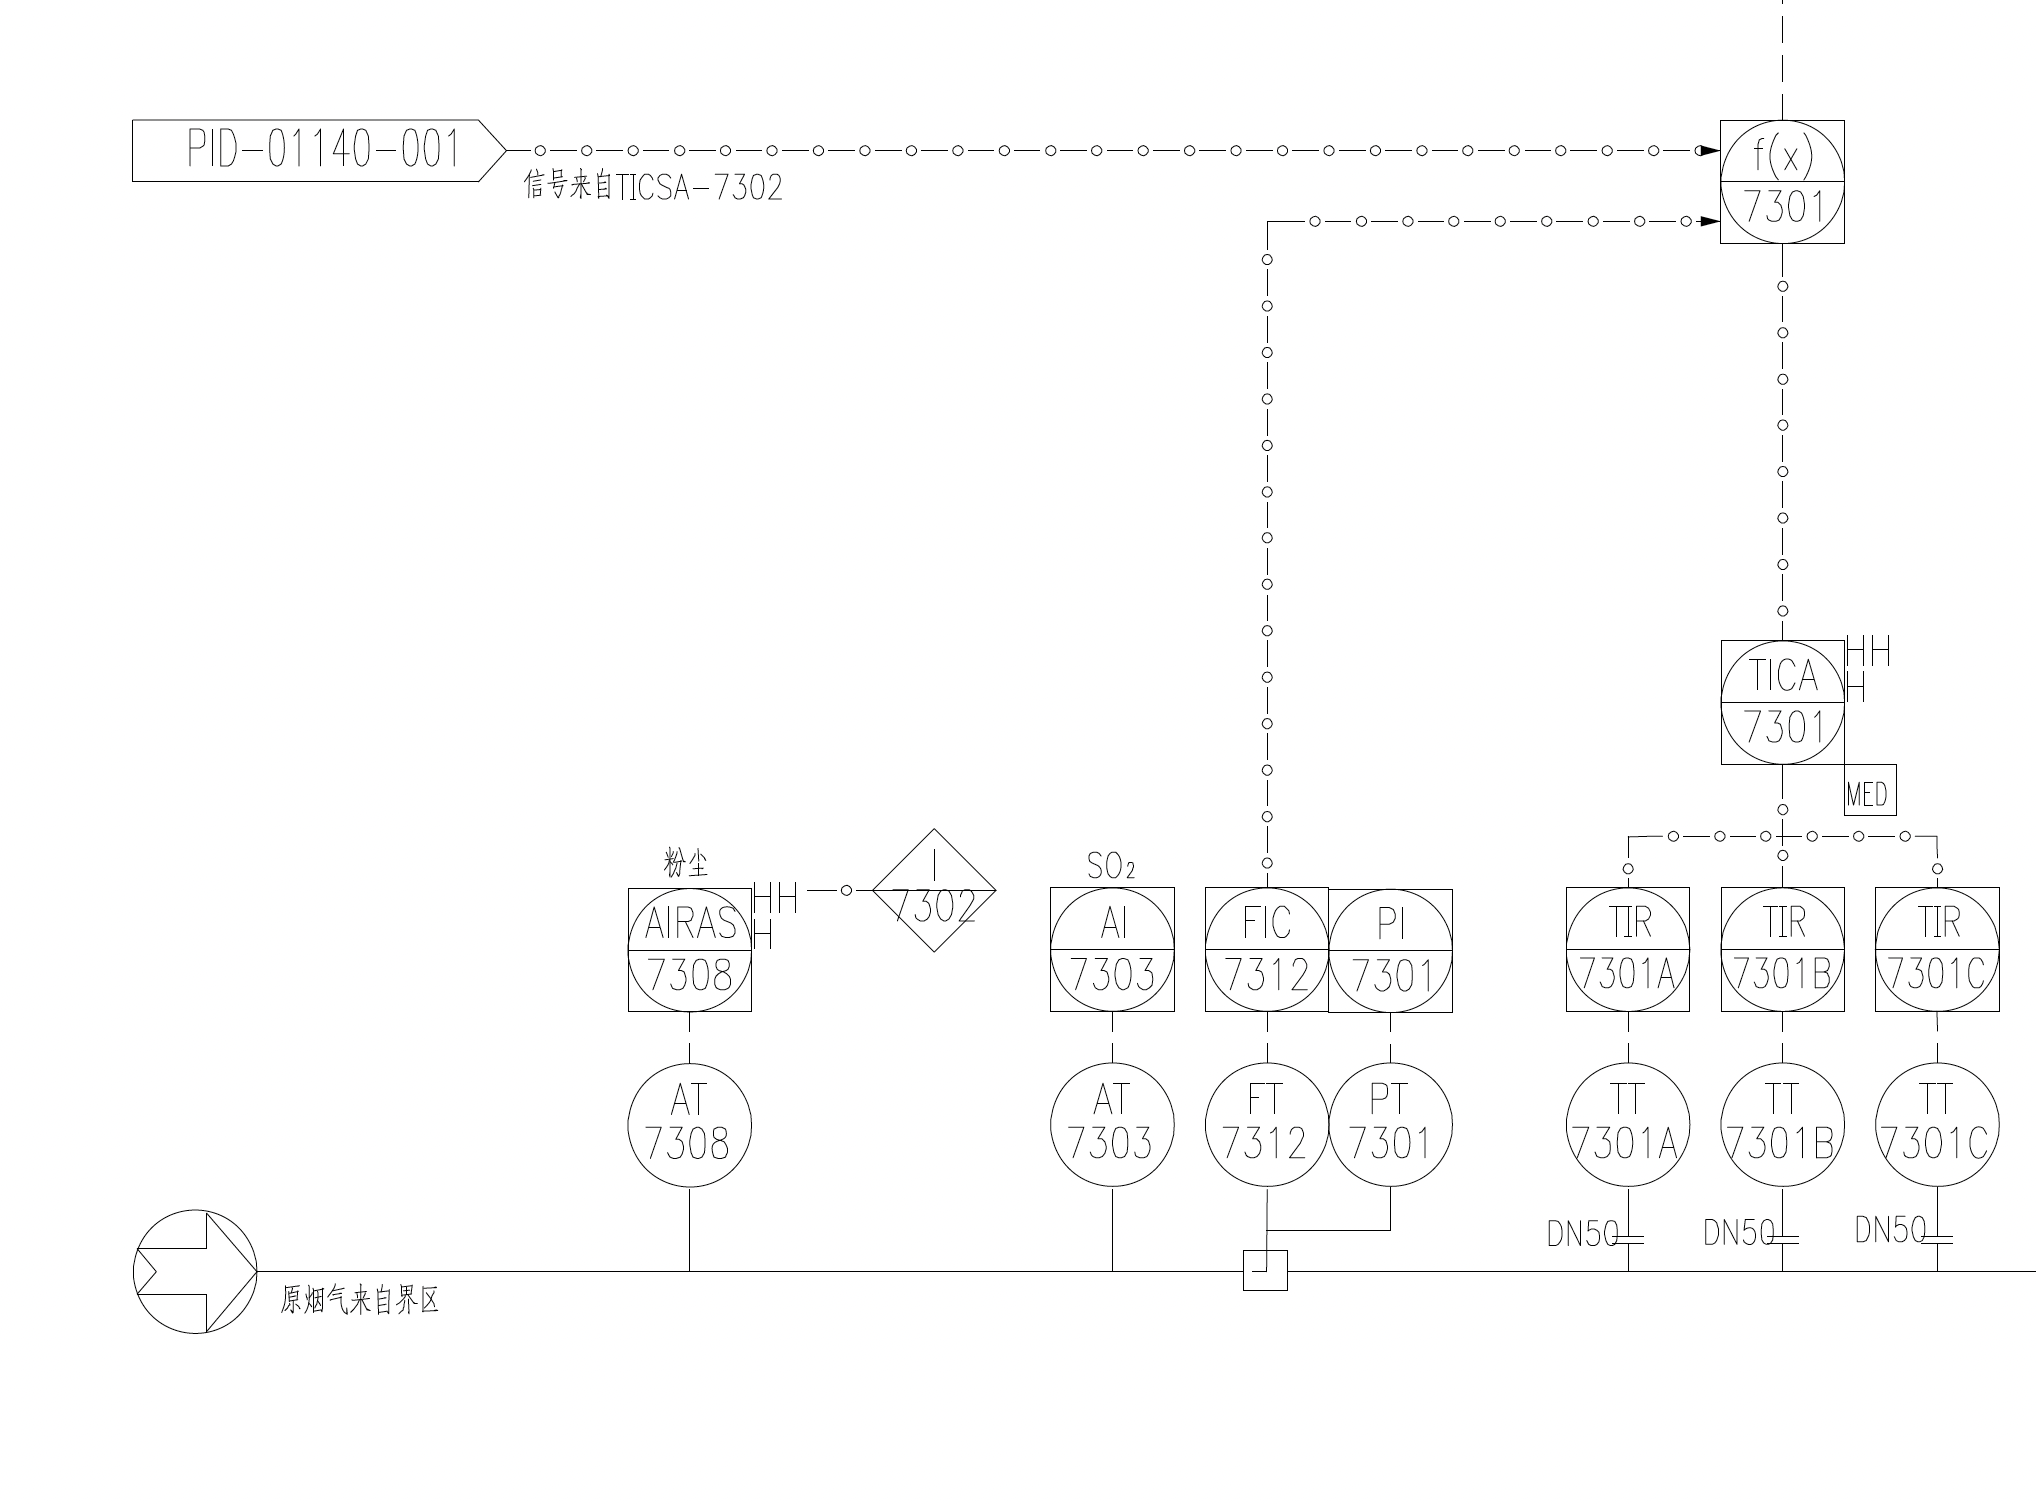 PID-01140-001
信号来自TICSA-7302
f(x)
7301
TICA
7301
HH
H
MED
粉尘
AIRAS
7308
HH
H
I
7302
SO₂
AI
7303
FIC
7312
PI
7301
TIR
7301A
TIR
7301B
TIR
7301C
AT
7308
AT
7303
FT
7312
PT
7301
TT
7301A
TT
7301B
TT
7301C
DN50
DN50
DN50
原烟气来自界区